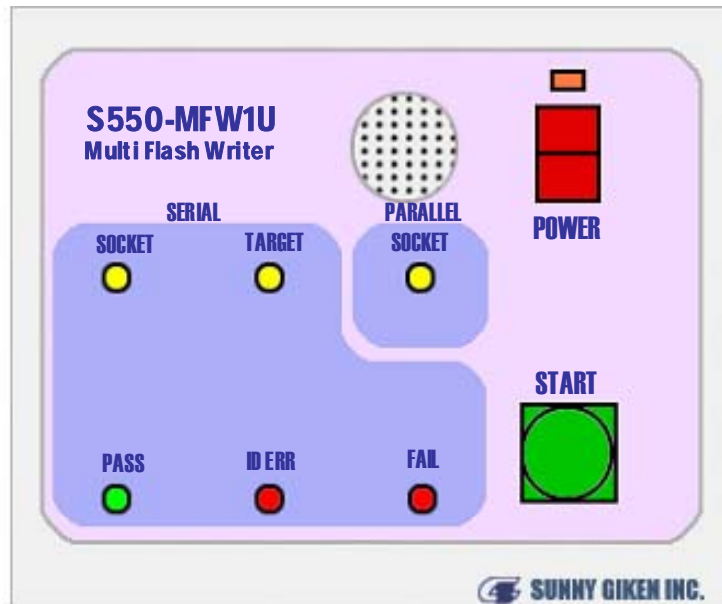 S550-MFW1U
Multi Flash Writer
SERIAL
PARALLEL
SOCKET
TARGET
SOCKET
POWER
START
PASS
ID ERR
FAIL
SUNNY GIKEN INC.